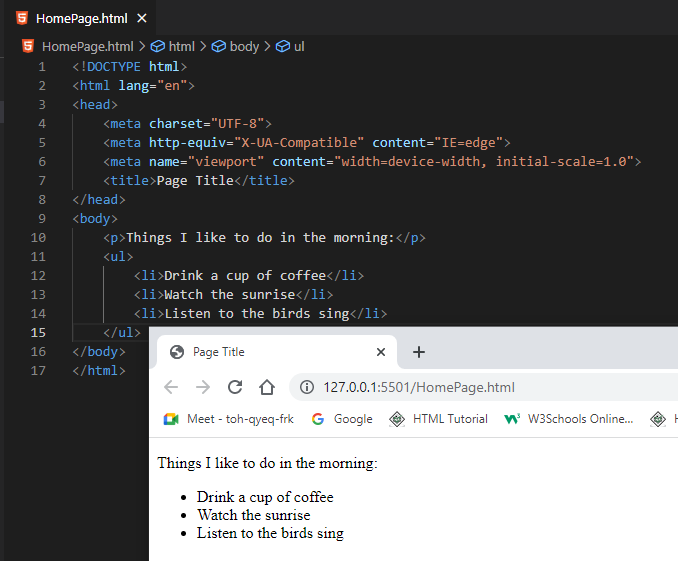 HomePage.html
HomePage.html > html > body > ul
1 <!DOCTYPE html>
2 <html lang="en">
3 <head>
4 <meta charset="UTF-8">
5 <meta http-equiv="X-UA-Compatible" content="IE=edge">
6 <meta name="viewport" content="width=device-width, initial-scale=1.0">
7 <title>Page Title</title>
8 </head>
9 <body>
10 <p>Things I like to do in the morning:</p>
11 <ul>
12 <li>Drink a cup of coffee</li>
13 <li>Watch the sunrise</li>
14 <li>Listen to the birds sing</li>
15 </ul>
16 </body>
17 </html>
Page Title
127.0.0.1:5501/HomePage.html
Meet - toh-qyeq-frk Google HTML Tutorial W3Schools Online...
Things I like to do in the morning:
• Drink a cup of coffee
• Watch the sunrise
• Listen to the birds sing